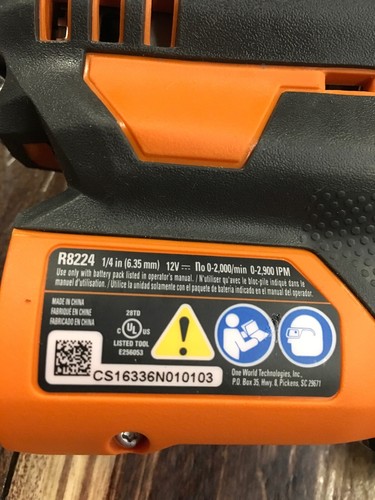 R8224 1/4 in (6.35 mm) 12V⎓ n0 0-2,000/min 0-2,900 IPM
Use only with battery pack listed in operator's manual. / N'utiliser qu'avec le bloc-pile indiqué dans le
manuel d'utilisation. / Utilice la unidad solamente con el paquete de batería indicado en el manual del operador.
MADE IN CHINA
FABRIQUÉ EN CHINE
FABRICADO EN CHINA
28TD
c UL us
LISTED TOOL
E256053
CS16336N010103
One World Technologies, Inc.,
P.O. Box 35, Hwy. 8, Pickens, SC 29671